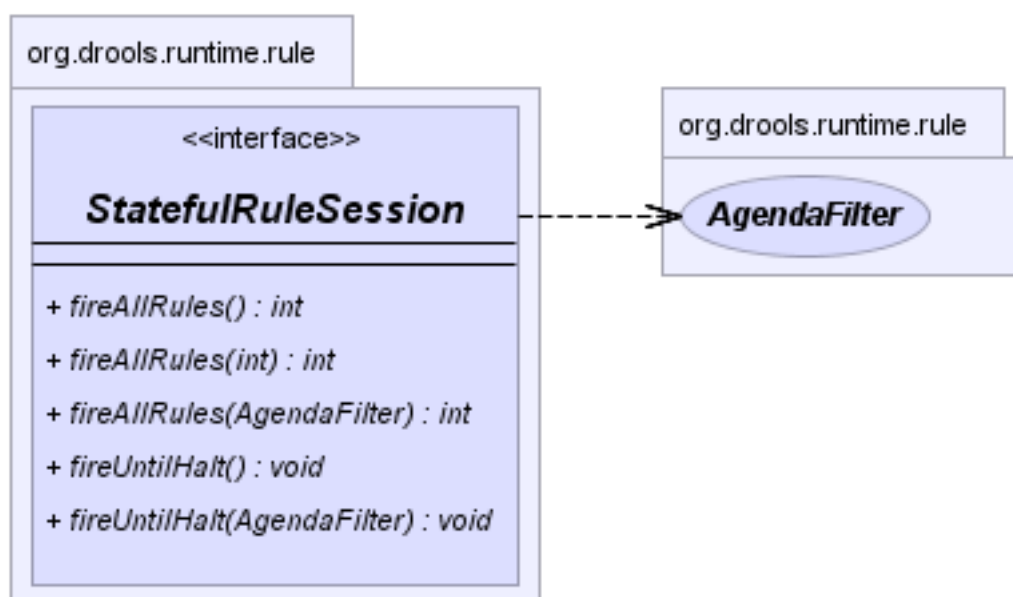 org.drools.runtime.rule
<<interface>>
StatefulRuleSession
+ fireAllRules() : int
+ fireAllRules(int) : int
+ fireAllRules(AgendaFilter) : int
+ fireUntilHalt() : void
+ fireUntilHalt(AgendaFilter) : void
org.drools.runtime.rule
AgendaFilter